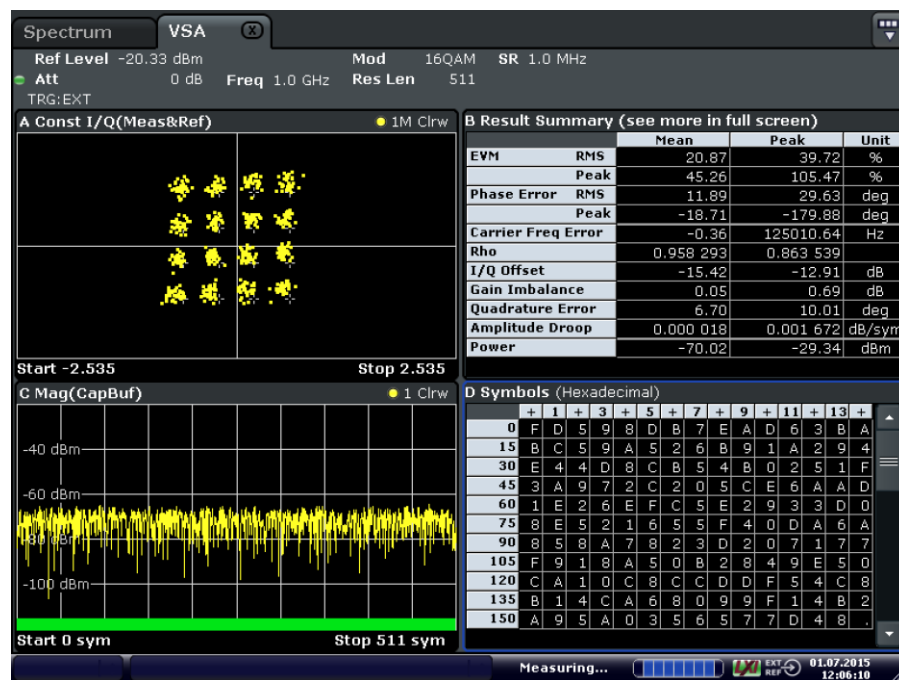 Spectrum VSA X
Ref Level -20.33 dBm Mod 16QAM SR 1.0 MHz
Att 0 dB Freq 1.0 GHz Res Len 511
TRG:EXT
A Const I/Q(Meas&Ref) 1M Clrw
Start -2.535 Stop 2.535
B Result Summary (see more in full screen)
Mean Peak Unit
EVM RMS 20.87 39.72 %
Peak 45.26 105.47 %
Phase Error RMS 11.89 29.63 deg
Peak -18.71 -179.88 deg
Carrier Freq Error -0.36 125010.64 Hz
Rho 0.958 293 0.863 539
I/Q Offset -15.42 -12.91 dB
Gain Imbalance 0.05 0.69 dB
Quadrature Error 6.70 10.01 deg
Amplitude Droop 0.000 018 0.001 672 dB/sym
Power -70.02 -29.34 dBm
C Mag(CapBuf) 1 Clrw
-40 dBm
-60 dBm
-80 dBm
-100 dBm
Start 0 sym Stop 511 sym
D Symbols (Hexadecimal)
+ 1 + 3 + 5 + 7 + 9 + 11 + 13 +
0 F D 5 9 8 D B 7 E A D 6 3 B A
15 B C 5 9 A 5 2 6 B 9 1 A 2 9 4
30 E 4 4 D 8 C B 5 4 B 0 2 5 1 F
45 3 A 9 7 2 C 2 0 5 C E 6 A A D
60 1 E 2 6 E F C 5 E 2 9 3 3 D 0
75 8 E 5 2 1 6 5 5 F 4 0 D A 6 A
90 8 5 8 A 7 8 2 3 D 2 0 7 1 7 7
105 F 9 1 8 A 5 0 B 2 8 4 9 E 5 0
120 C A 1 0 C 8 C C D D F 5 4 C 8
135 B 1 4 C A 6 8 0 9 9 F 1 4 B 2
150 A 9 5 A 0 3 5 6 5 7 7 D 4 8 .
Measuring... LXI EXT REF 01.07.2015
12:06:10